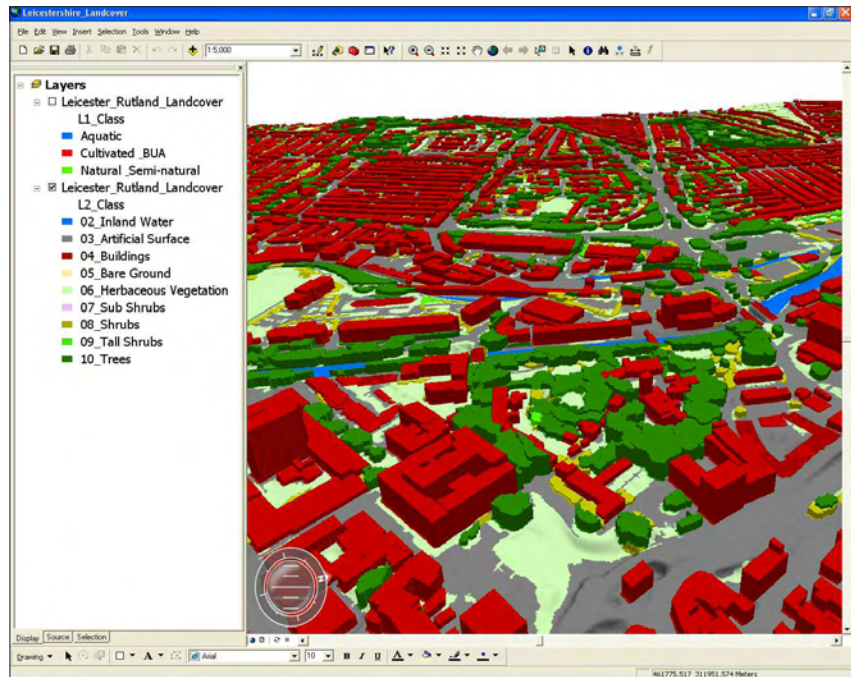 Leicestershire_Landcover
File Edit View Insert Selection Tools Window Help
1:5,000
Layers
Leicester_Rutland_Landcover
L1_Class
Aquatic
Cultivated _BUA
Natural _Semi-natural
Leicester_Rutland_Landcover
L2_Class
02_Inland Water
03_Artificial Surface
04_Buildings
05_Bare Ground
06_Herbaceous Vegetation
07_Sub Shrubs
08_Shrubs
09_Tall Shrubs
10_Trees
N
Display Source Selection
Drawing A Arial 10 B I U A
461775.517 311951.574 Meters